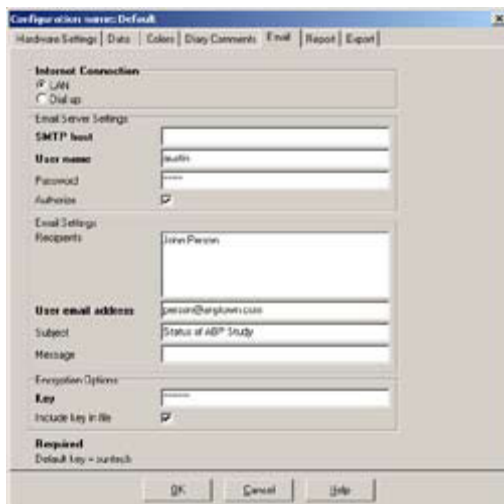 Configuration name: Default
Hardware Settings Data Colors Diary Comments Email Report Export
Internet Connection
LAN
Dial up
Email Server Settings
SMTP host
User name austin
Password
Authorize
Email Settings
Recipients John Person
User email address person@anytown.com
Subject Status of ABP Study
Message
Encryption Options
Key
Include key in file
Required
Default key = suntech
OK Cancel Help